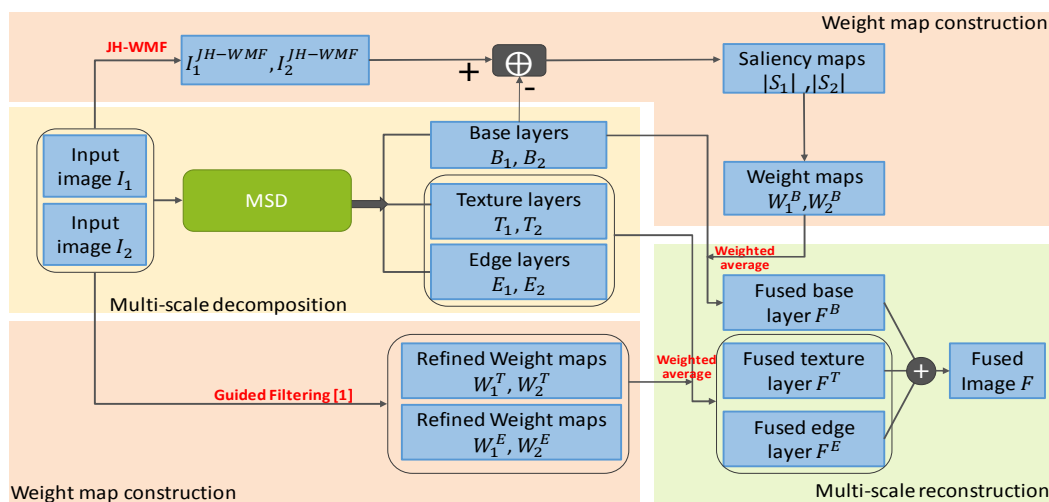 Weight map construction
JH-WMF
I_1^{JH−WMF}, I_2^{JH−WMF}
+
-
Saliency maps
|S_1| ,|S_2|
Input
image I_1
Input
image I_2
MSD
Base layers
B_1, B_2
Texture layers
T_1, T_2
Edge layers
E_1, E_2
Multi-scale decomposition
Weight maps
W_1^B,W_2^B
Weighted
average
Fused base
layer F^B
Refined Weight maps
W_1^T, W_2^T
Refined Weight maps
W_1^E, W_2^E
Guided Filtering [1]
Weighted
average
Fused texture
layer F^T
Fused edge
layer F^E
+
Fused
Image F
Weight map construction
Multi-scale reconstruction